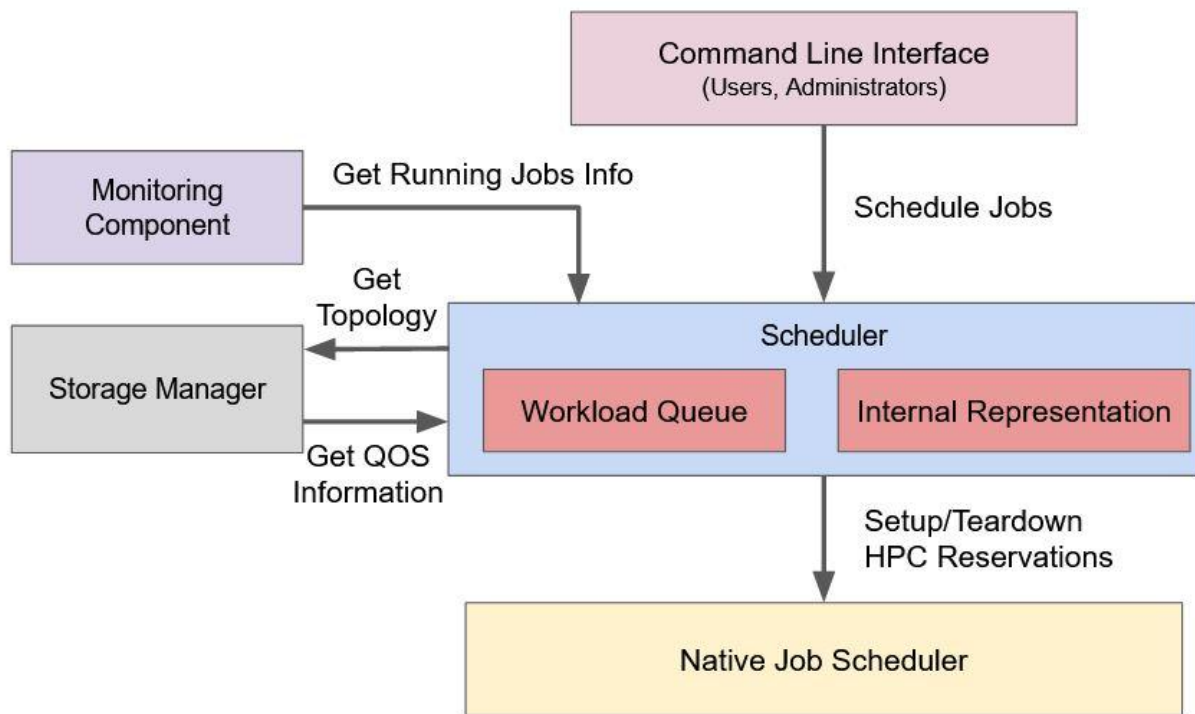 Command Line Interface
(Users, Administrators)
Monitoring
Component
Get Running Jobs Info
Schedule Jobs
Get
Topology
Storage Manager
Get QOS
Information
Scheduler
Workload Queue
Internal Representation
Setup/Teardown
HPC Reservations
Native Job Scheduler